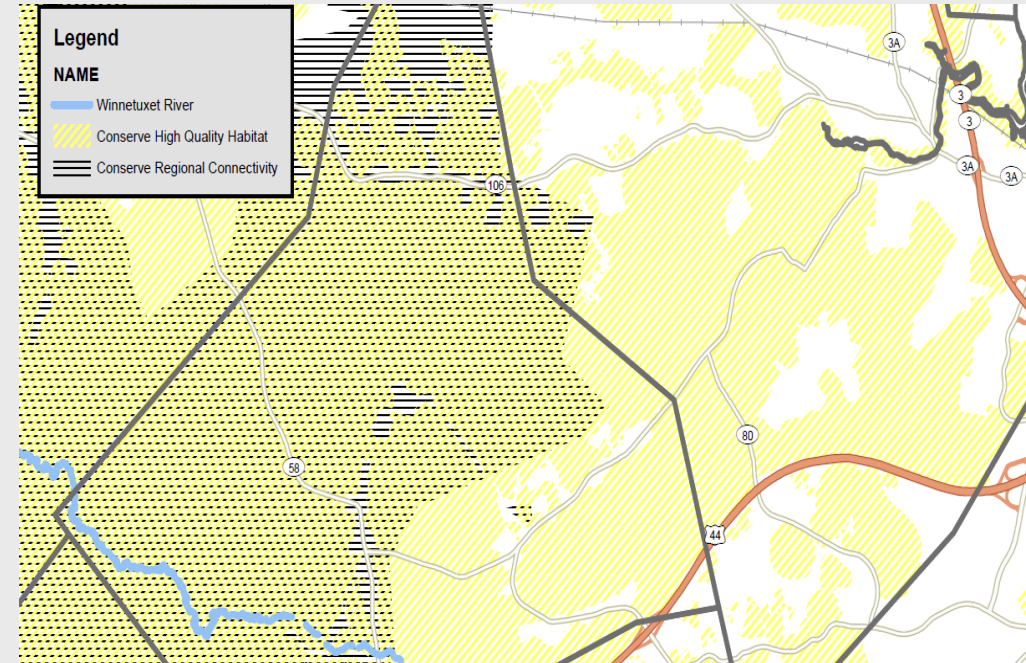 Legend
NAME
Winnetuxet River
Conserve High Quality Habitat
Conserve Regional Connectivity
3A
3
3
3A
3A
106
80
58
44